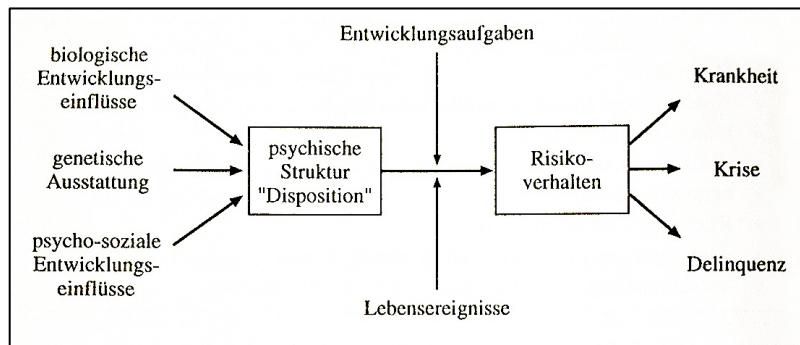 Entwicklungsaufgaben
biologische
Entwicklungs-
einflüsse
genetische
Ausstattung
psycho-soziale
Entwicklungs-
einflüsse
psychische
Struktur
"Disposition"
Lebensereignisse
Risiko-
verhalten
Krankheit
Krise
Delinquenz